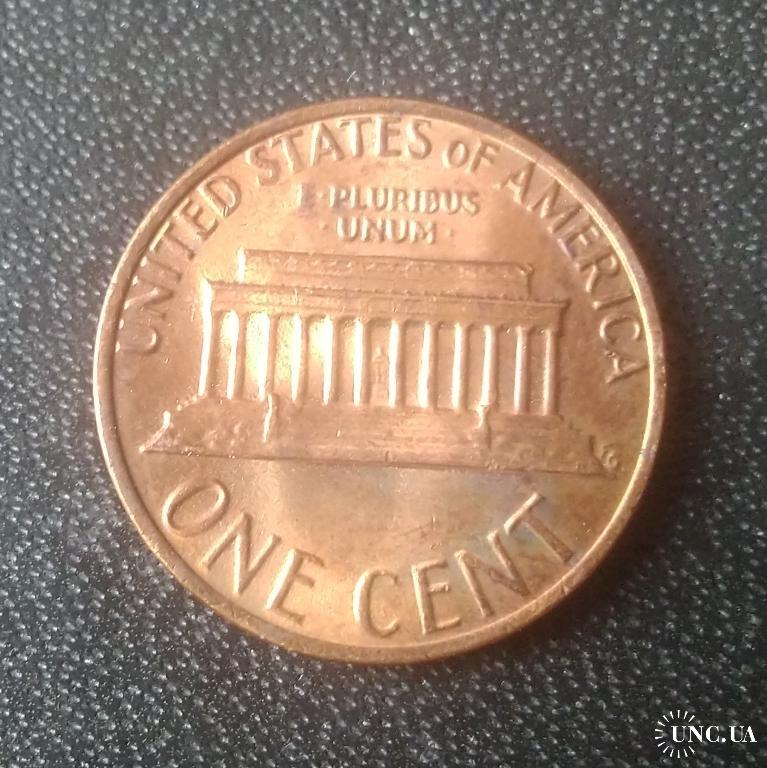 UNITED STATES OF AMERICA
E·PLURIBUS
·UNUM·
ONE CENT
UNC.UA